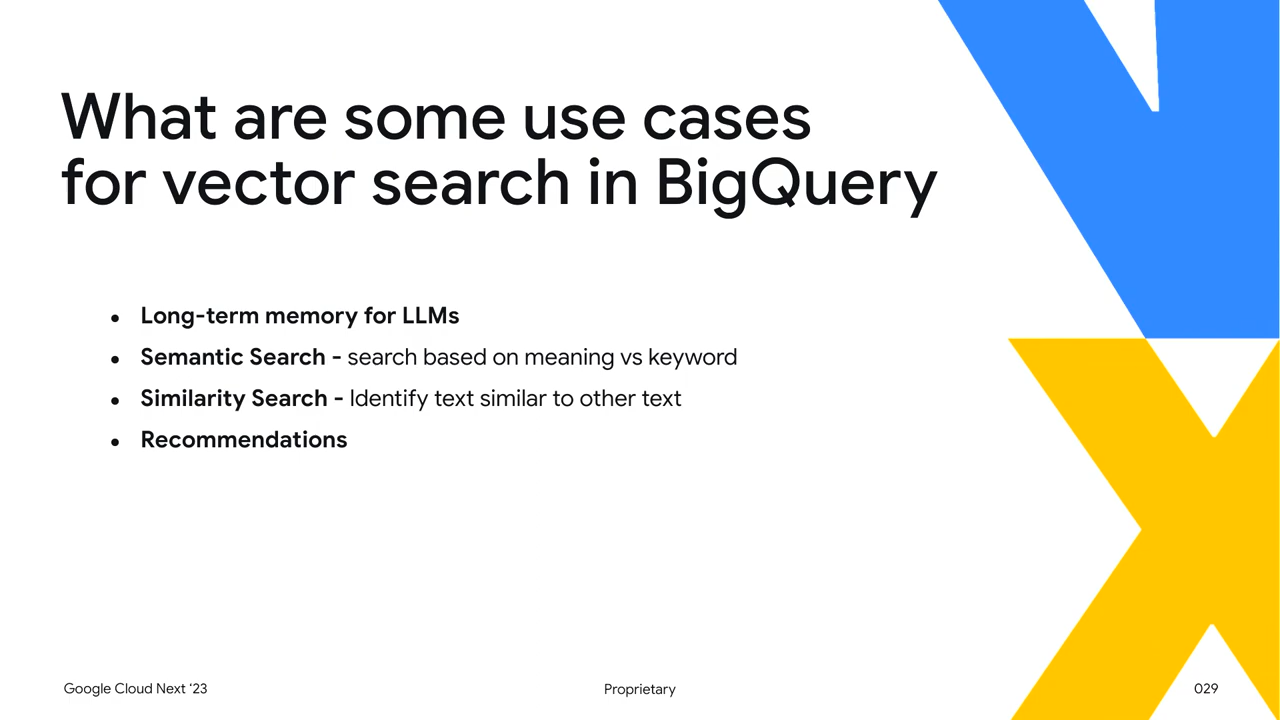 What are some use cases
for vector search in BigQuery
● Long-term memory for LLMs
● Semantic Search - search based on meaning vs keyword
● Similarity Search - Identify text similar to other text
● Recommendations
Google Cloud Next ‘23
Proprietary
029